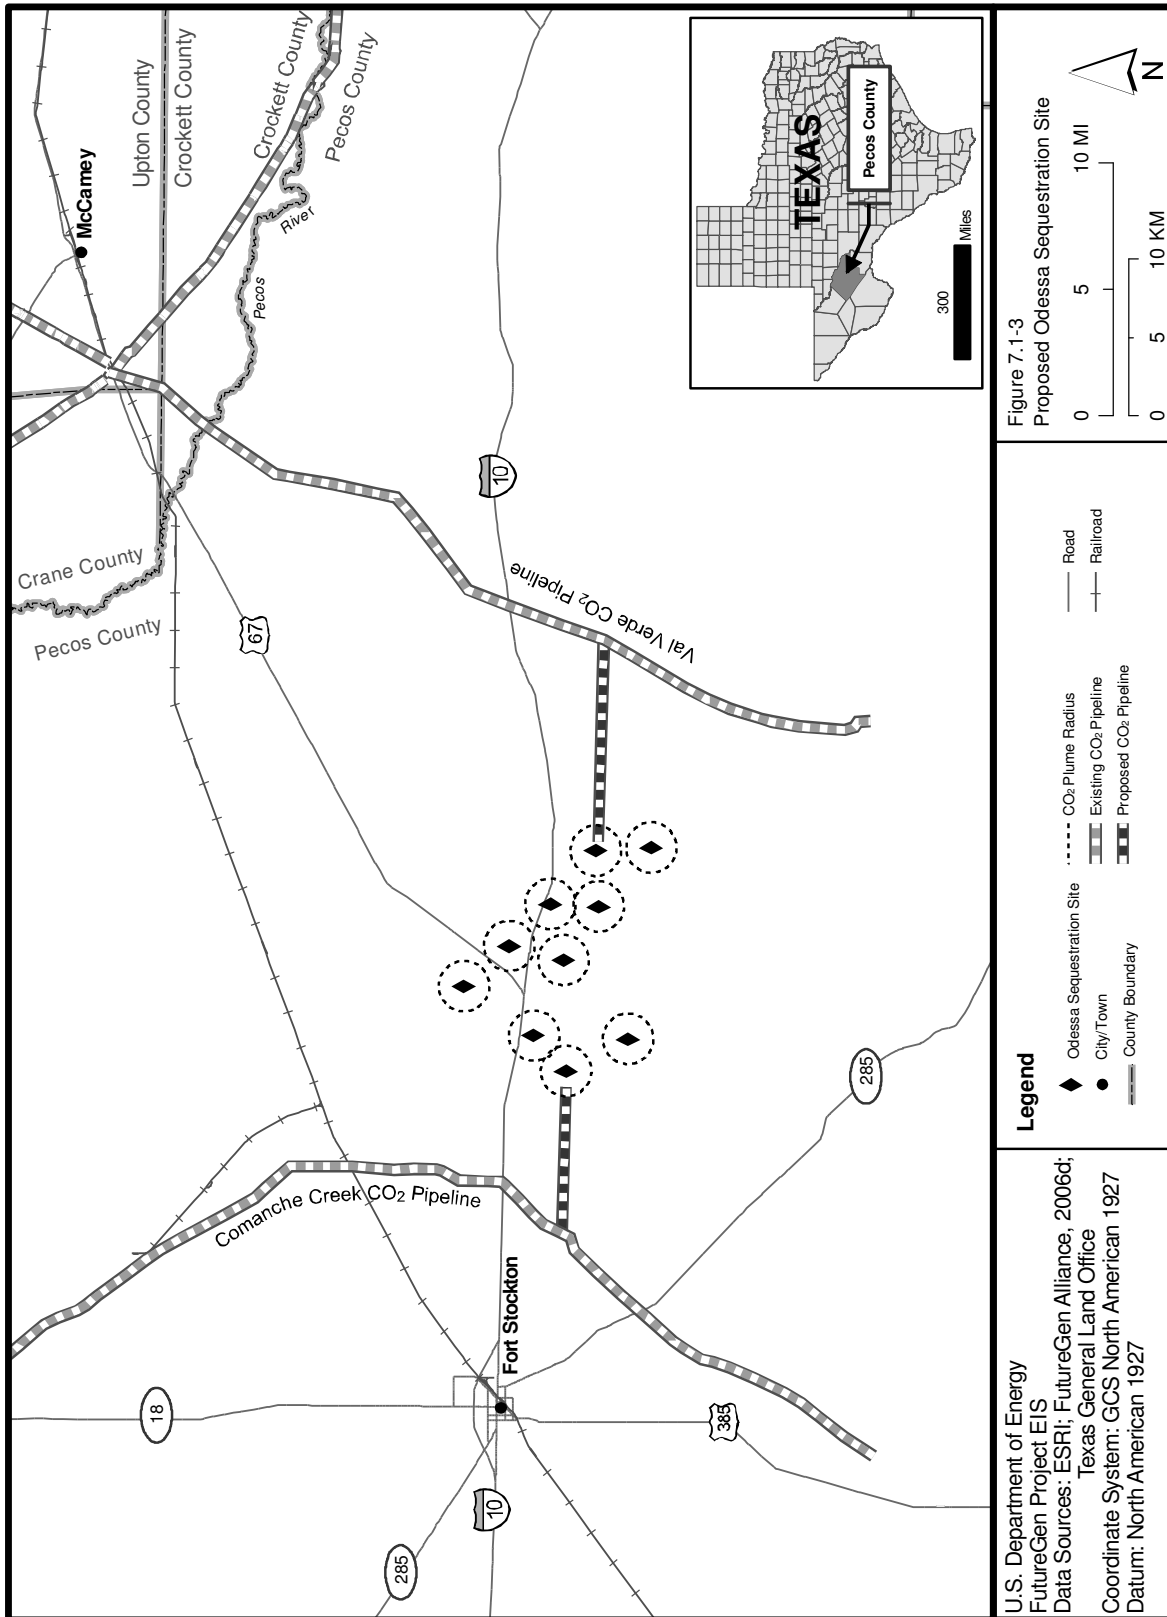 18
285
10
Fort Stockton
385
Comanche Creek CO2 Pipeline
285
67
Pecos County
Crane County
10
Val Verde CO2 Pipeline
McCamey
Upton County
Crockett County
Crockett County
Pecos County
Pecos
River
TEXAS
Pecos County
300
Miles
U.S. Department of Energy
FutureGen Project EIS
Data Sources: ESRI; FutureGen Alliance, 2006d;
Texas General Land Office
Coordinate System: GCS North American 1927
Datum: North American 1927
Legend
Odessa Sequestration Site
City/Town
County Boundary
CO2 Plume Radius
Existing CO2 Pipeline
Proposed CO2 Pipeline
Road
Railroad
Figure 7.1-3
Proposed Odessa Sequestration Site
0 5 10 MI
0 5 10 KM
N